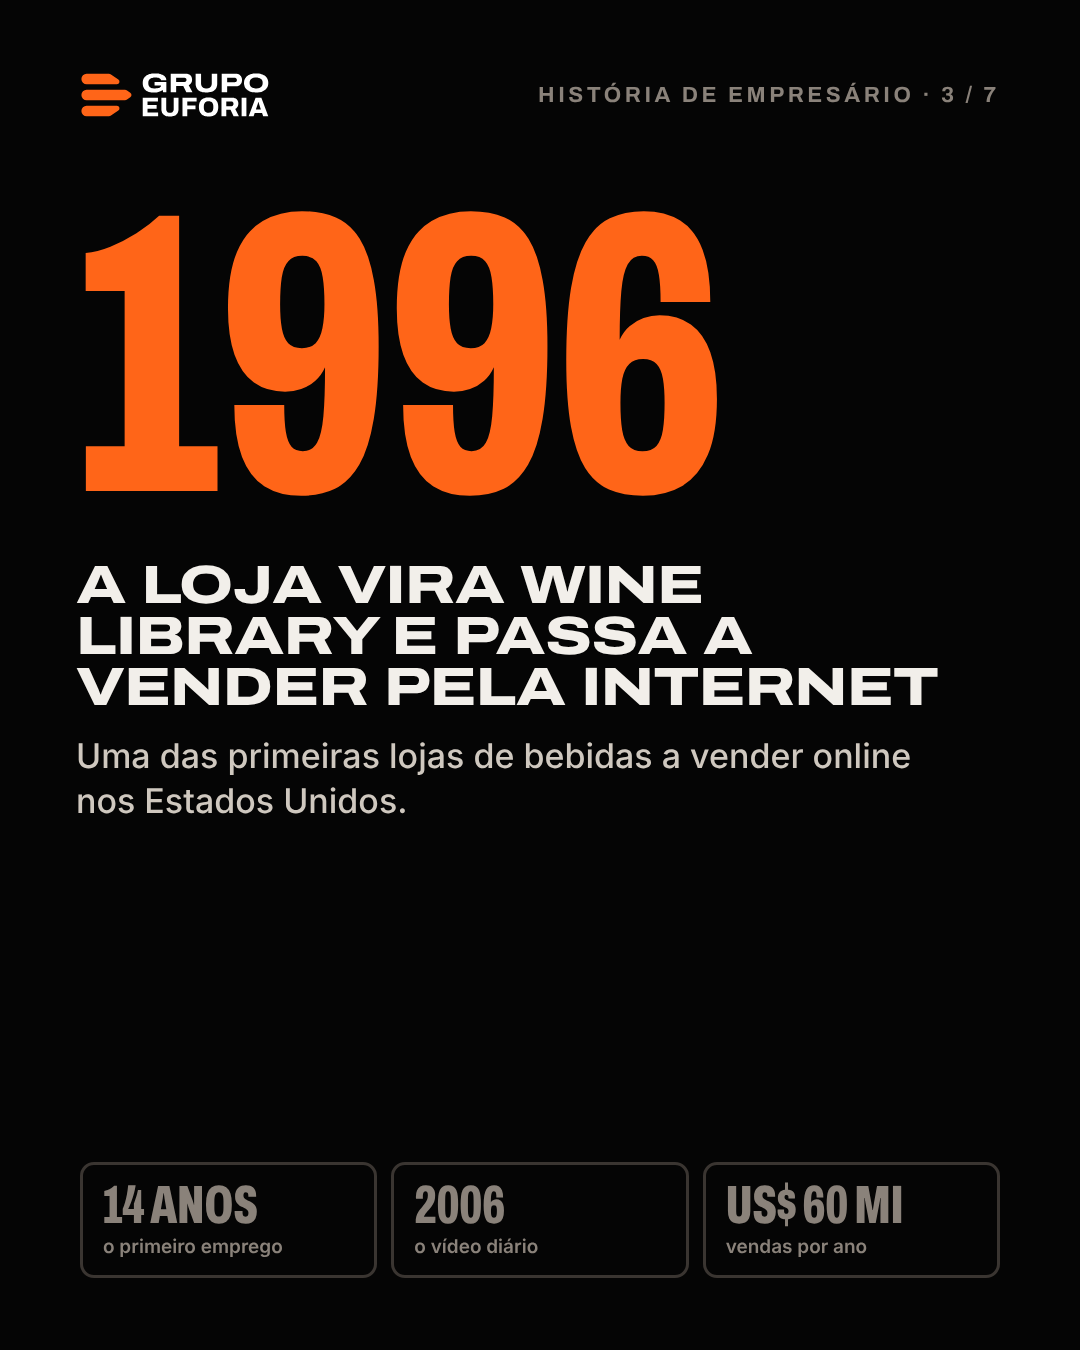 GRUPO
EUFORIA
HISTÓRIA DE EMPRESÁRIO · 3 / 7
1996
A LOJA VIRA WINE
LIBRARY E PASSA A
VENDER PELA INTERNET
Uma das primeiras lojas de bebidas a vender online
nos Estados Unidos.
14 ANOS
o primeiro emprego
2006
o vídeo diário
US$ 60 MI
vendas por ano